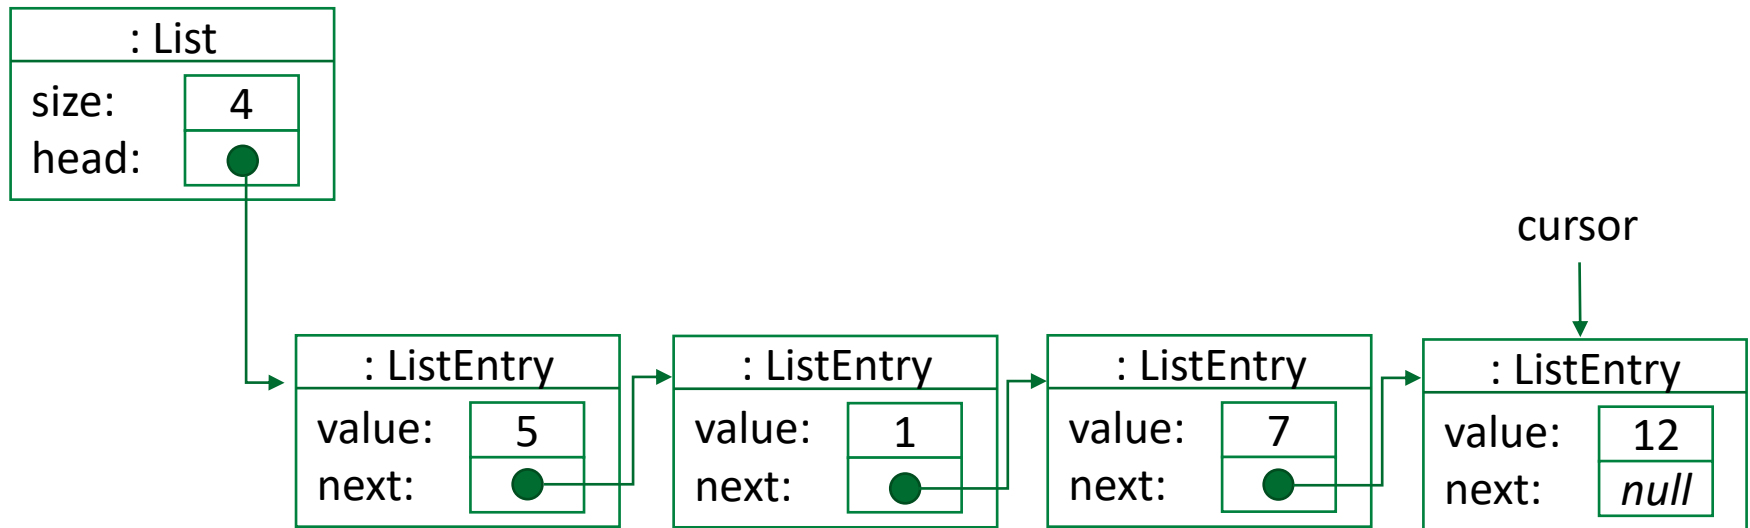 : List
size: 4
head:
cursor
: ListEntry
value: 5
next:
: ListEntry
value: 1
next:
: ListEntry
value: 7
next:
: ListEntry
value: 12
next: null